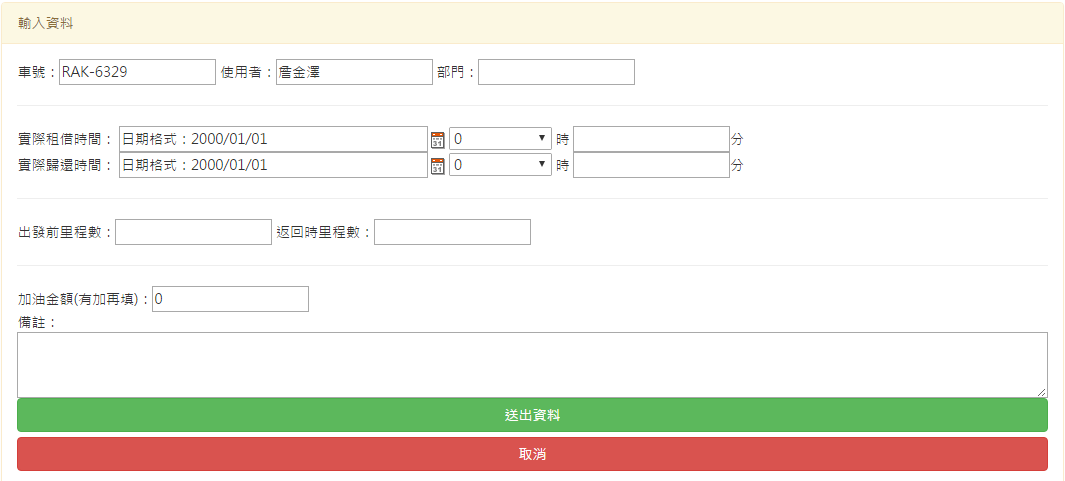 輸入資料
車號：RAK-6329 使用者：詹金澤 部門：
實際租借時間： 日期格式：2000/01/01 31 0 時 分
實際歸還時間： 日期格式：2000/01/01 31 0 時 分
出發前里程數： 返回時里程數：
加油金額(有加再填)：0
備註：
送出資料
取消